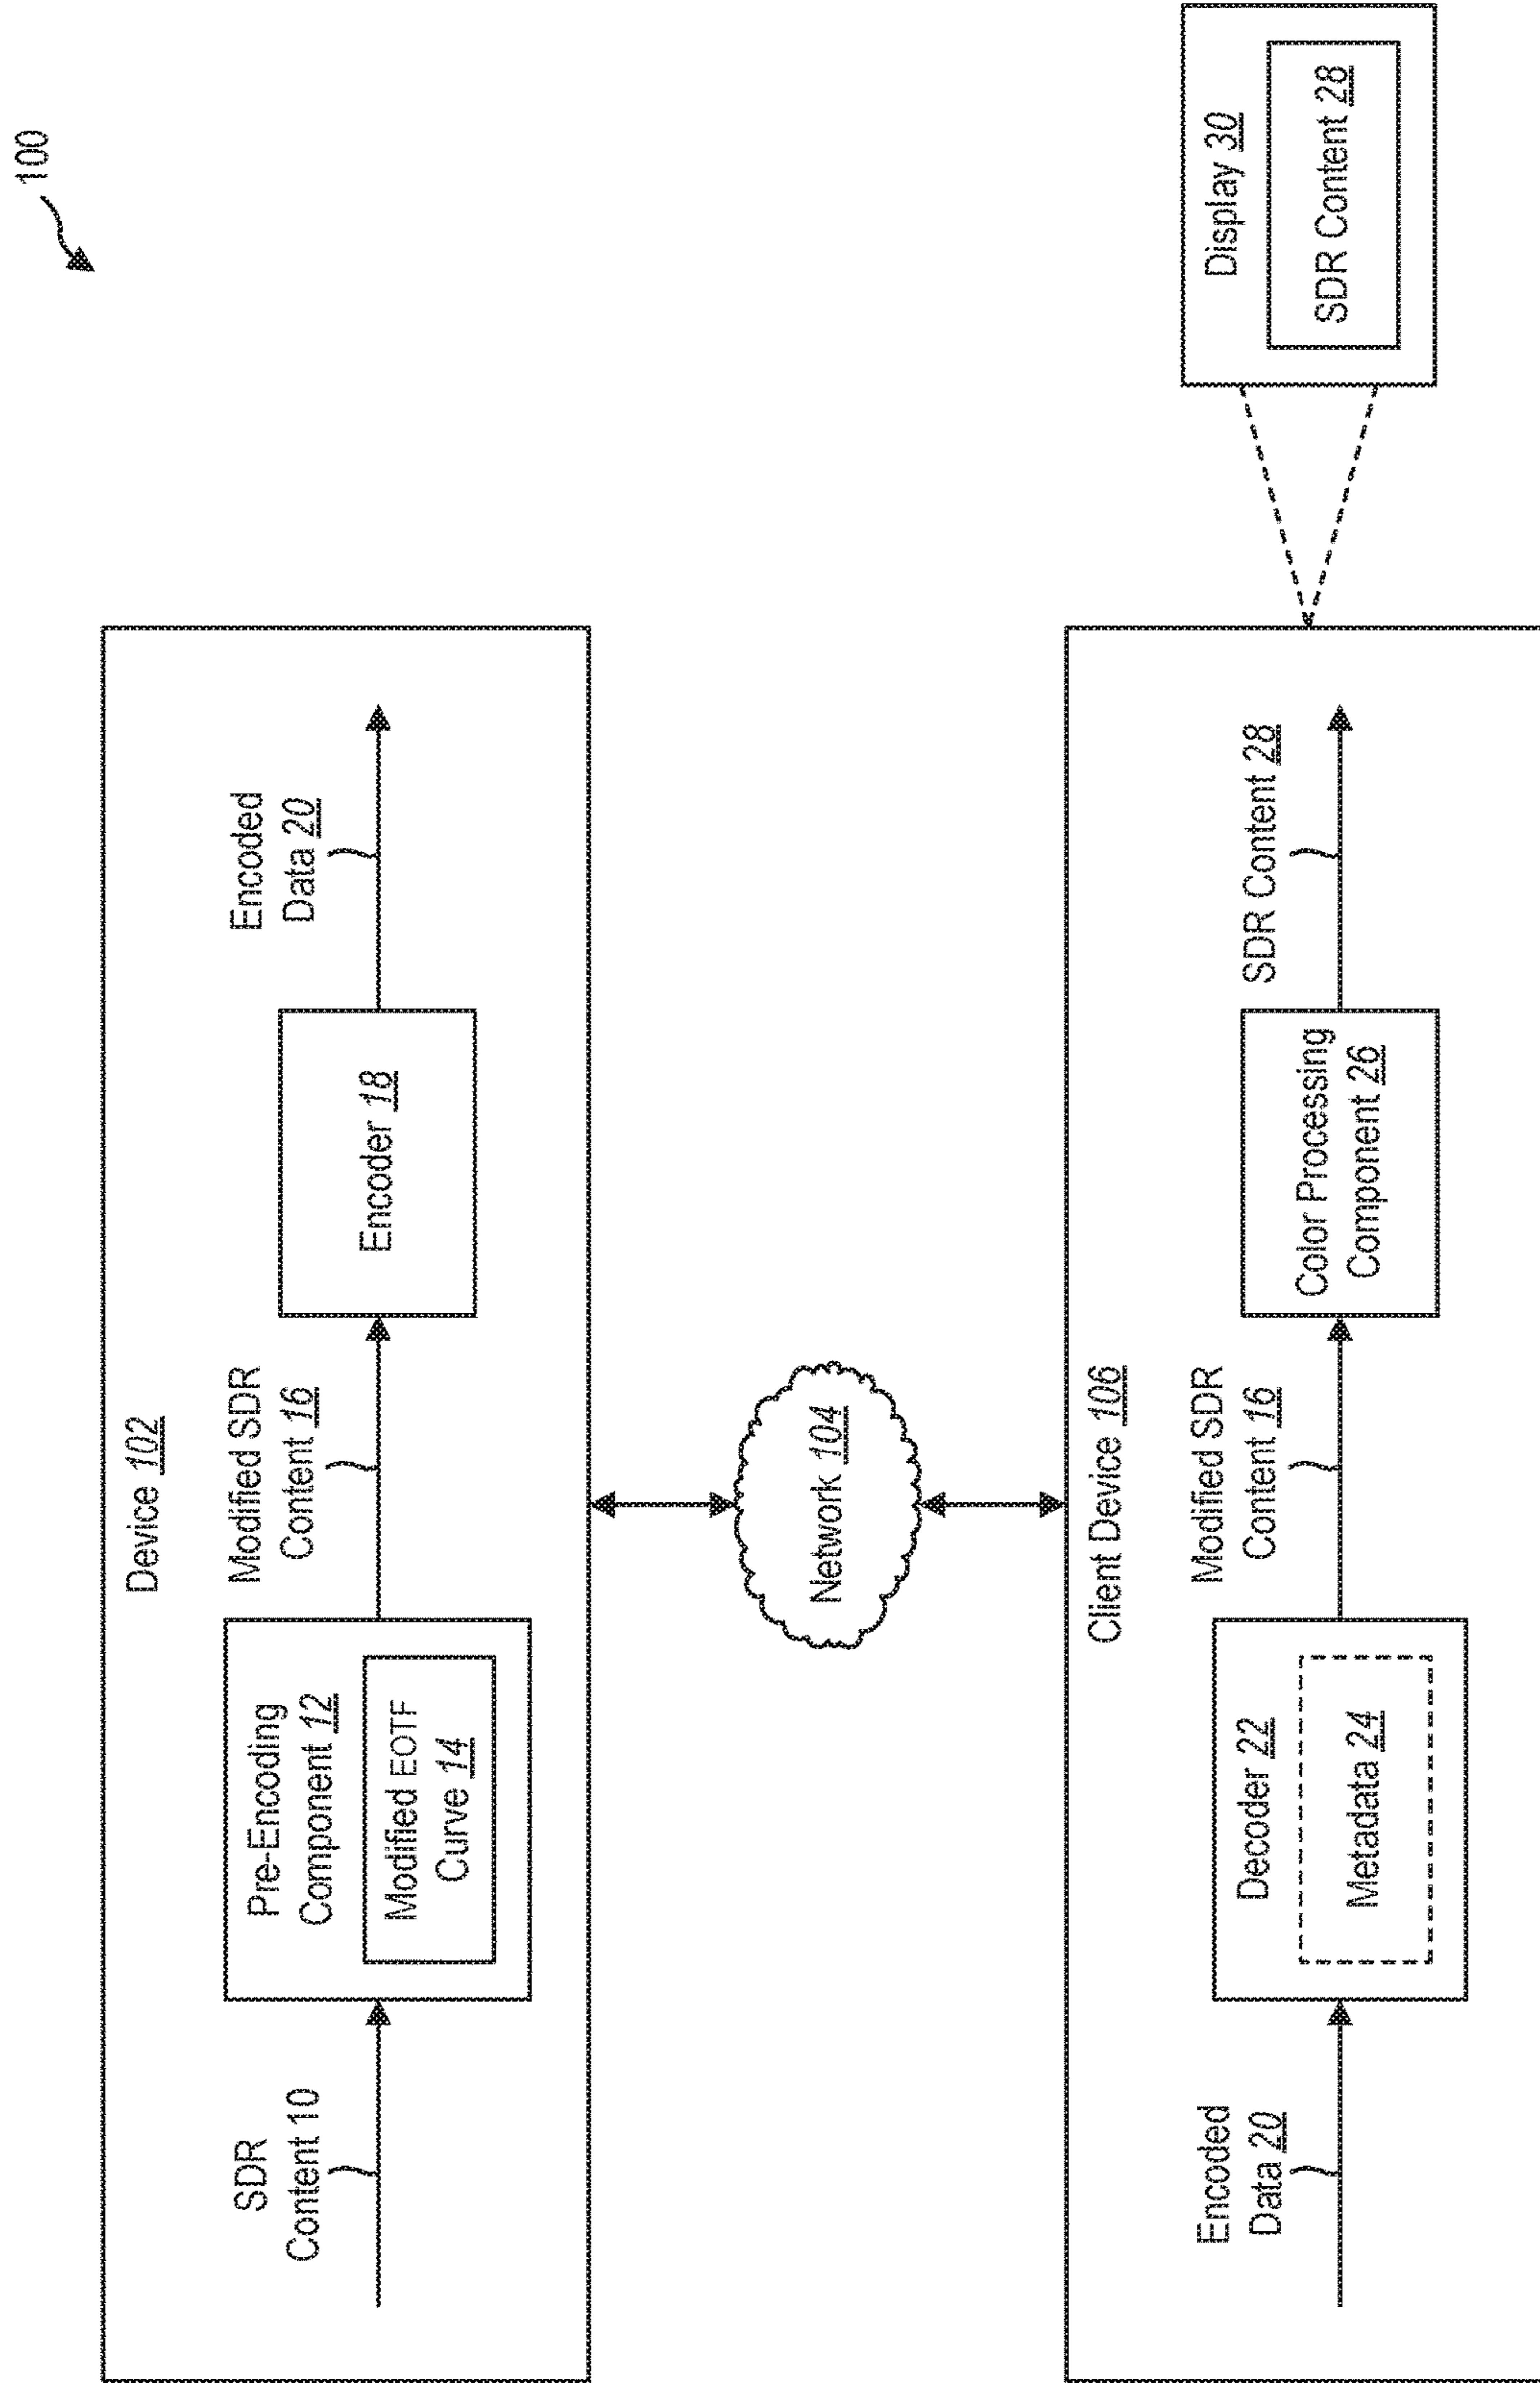 100
Device 102
SDR
Content 10
Pre-Encoding
Component 12
Modified EOTF
Curve 14
Modified SDR
Content 16
Encoder 18
Encoded
Data 20
Network 104
Client Device 106
Encoded
Data 20
Decoder 22
Metadata 24
Modified SDR
Content 16
Color Processing
Component 26
SDR Content 28
Display 30
SDR Content 28